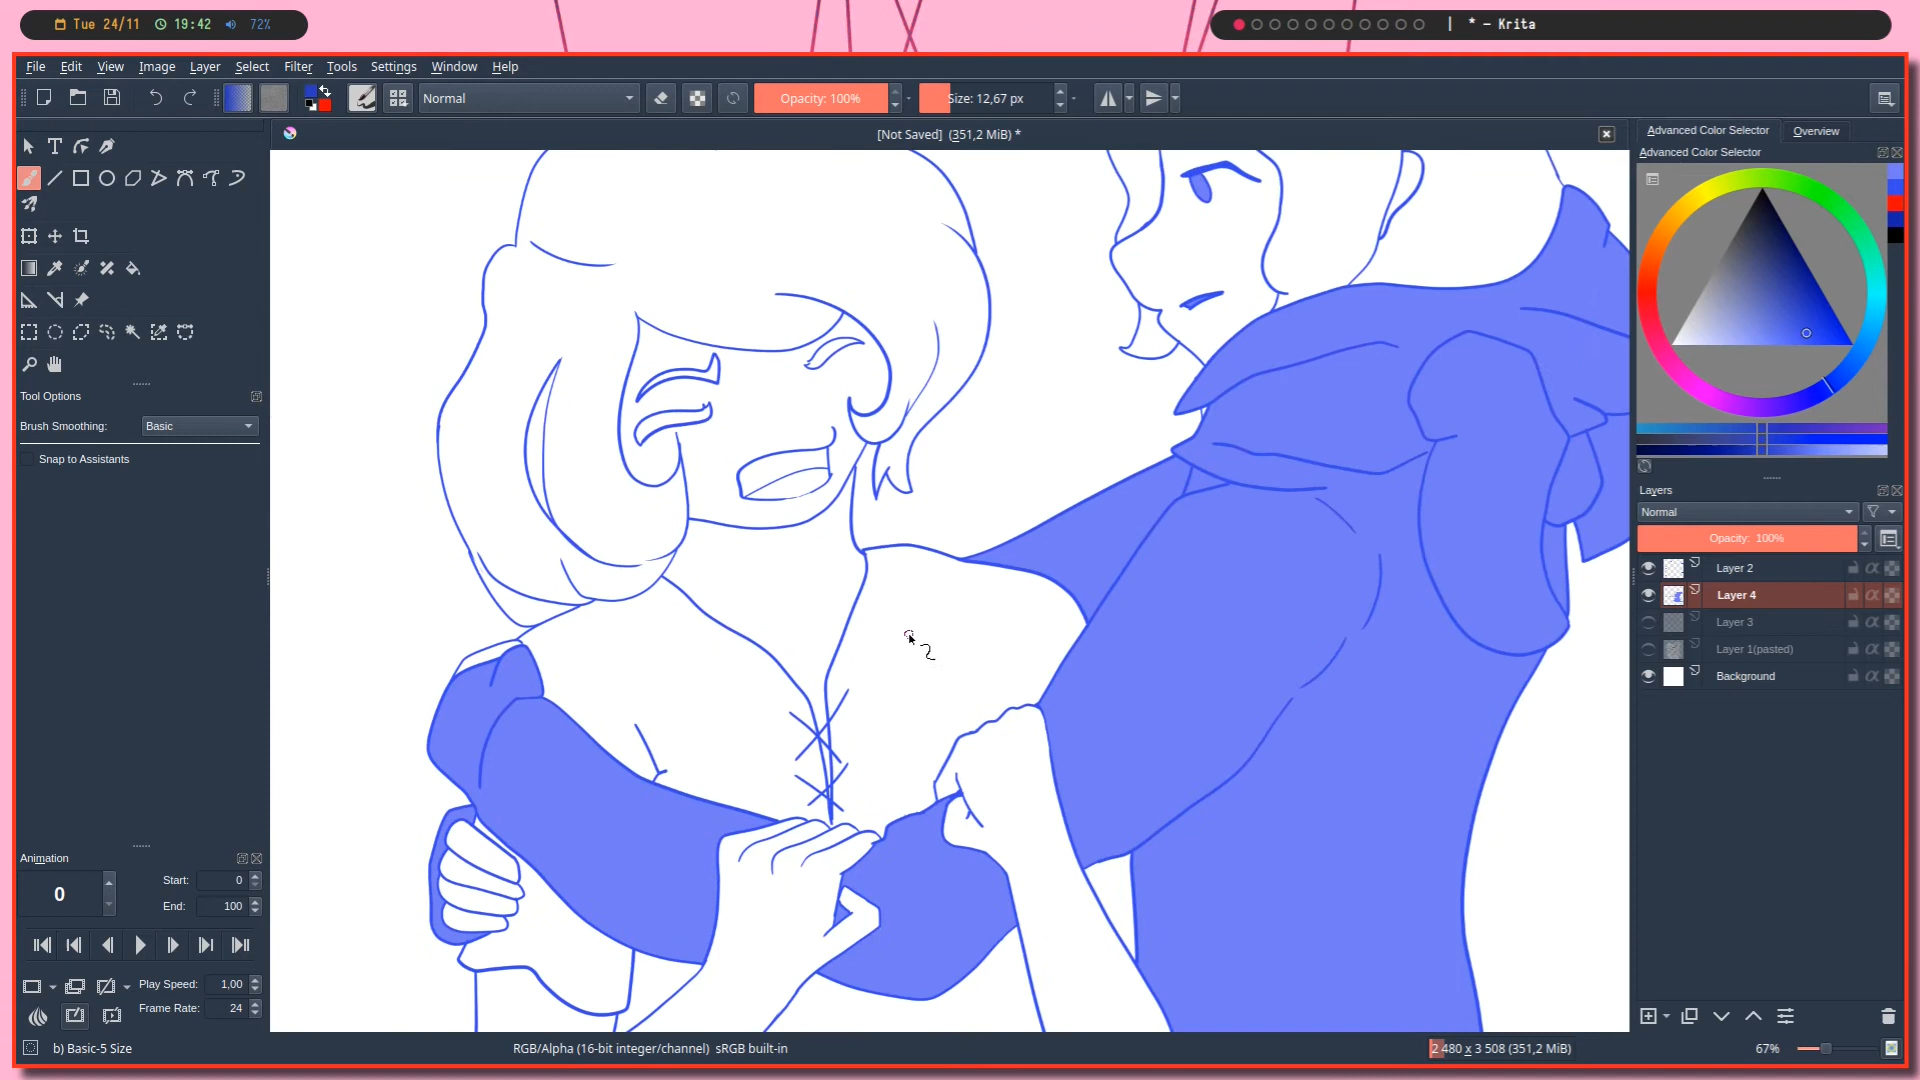 Tue 24/11 19:42 72%
* – Krita
File Edit View Image Layer Select Filter Tools Settings Window Help
Normal
Opacity: 100%
Size: 12,67 px
[Not Saved] (351,2 MiB) *
Advanced Color Selector
Overview
Advanced Color Selector
Tool Options
Brush Smoothing: Basic
Snap to Assistants
Layers
Normal
Opacity: 100%
Layer 2
Layer 4
Layer 3
Layer 1(pasted)
Background
Animation
0
Start: 0
End: 100
Play Speed: 1,00
Frame Rate: 24
b) Basic-5 Size
RGB/Alpha (16-bit integer/channel) sRGB built-in
2 480 x 3 508 (351,2 MiB)
67%